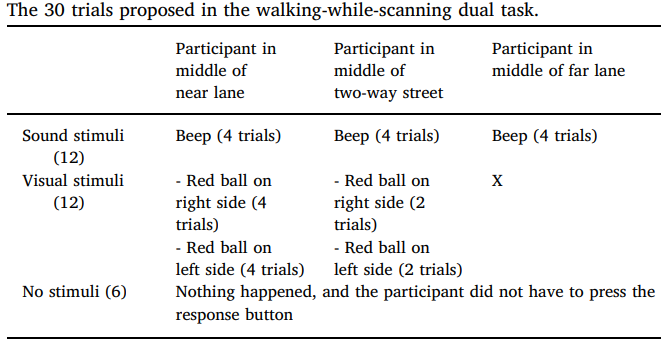 The 30 trials proposed in the walking-while-scanning dual task.
Participant in middle of near lane
Participant in middle of two-way street
Participant in middle of far lane
Sound stimuli (12)
Beep (4 trials)
Beep (4 trials)
Beep (4 trials)
Visual stimuli (12)
- Red ball on right side (4 trials)
- Red ball on left side (4 trials)
- Red ball on right side (2 trials)
- Red ball on left side (2 trials)
X
No stimuli (6)
Nothing happened, and the participant did not have to press the
response button